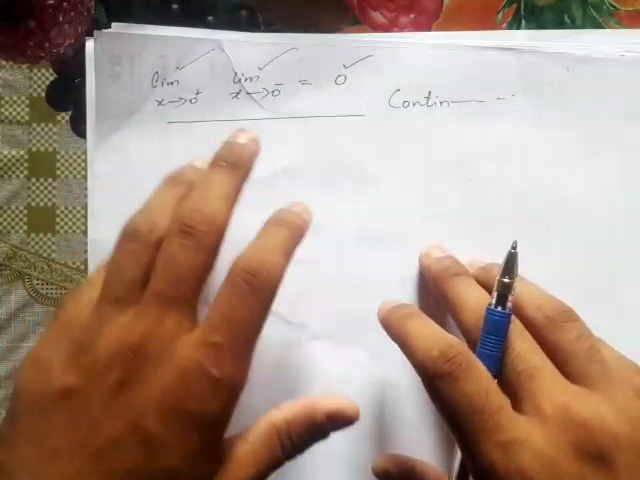 lim lim = 0
x→0⁺ x→0⁻
Contin— -